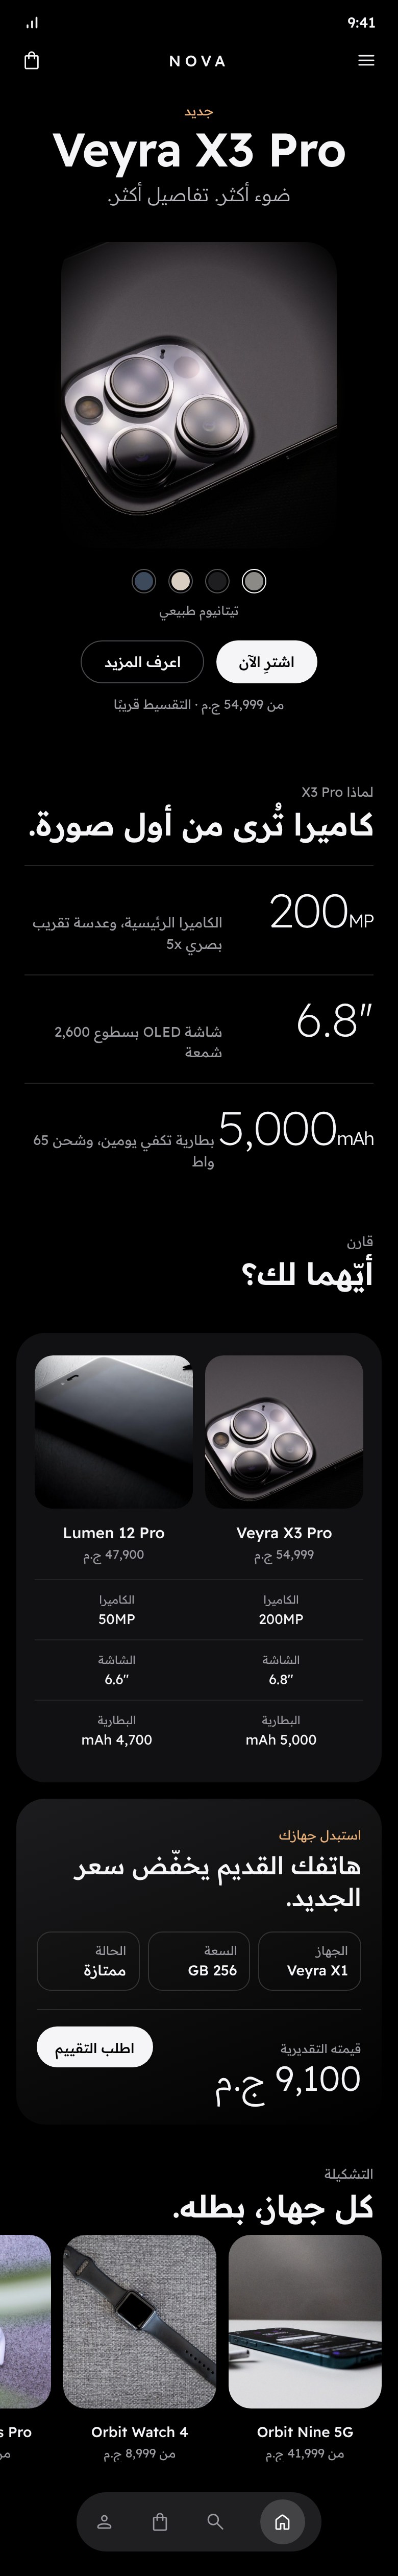 9:41
NOVA
جديد
Veyra X3 Pro
ضوء أكثر. تفاصيل أكثر.
تيتانيوم طبيعي
اشترِ الآن
اعرف المزيد
من 54,999 ج.م · التقسيط قريبًا
لماذا X3 Pro
كاميرا تُرى من أول صورة.
200MP
الكاميرا الرئيسية، وعدسة تقريب
بصري 5x
6.8″
شاشة OLED بسطوع 2,600
شمعة
5,000mAh
بطارية تكفي يومين، وشحن 65
واط
قارن
أيّهما لك؟
Veyra X3 Pro
54,999 ج.م
Lumen 12 Pro
47,900 ج.م
الكاميرا
200MP
الكاميرا
50MP
الشاشة
6.8″
الشاشة
6.6″
البطارية
5,000 mAh
البطارية
4,700 mAh
استبدل جهازك
هاتفك القديم يخفّض سعر
الجديد.
الجهاز
Veyra X1
السعة
256 GB
الحالة
ممتازة
قيمته التقديرية
9,100 ج.م
اطلب التقييم
التشكيلة
كل جهاز، بطله.
Orbit Nine 5G
من 41,999 ج.م
Orbit Watch 4
من 8,999 ج.م
Pro
من